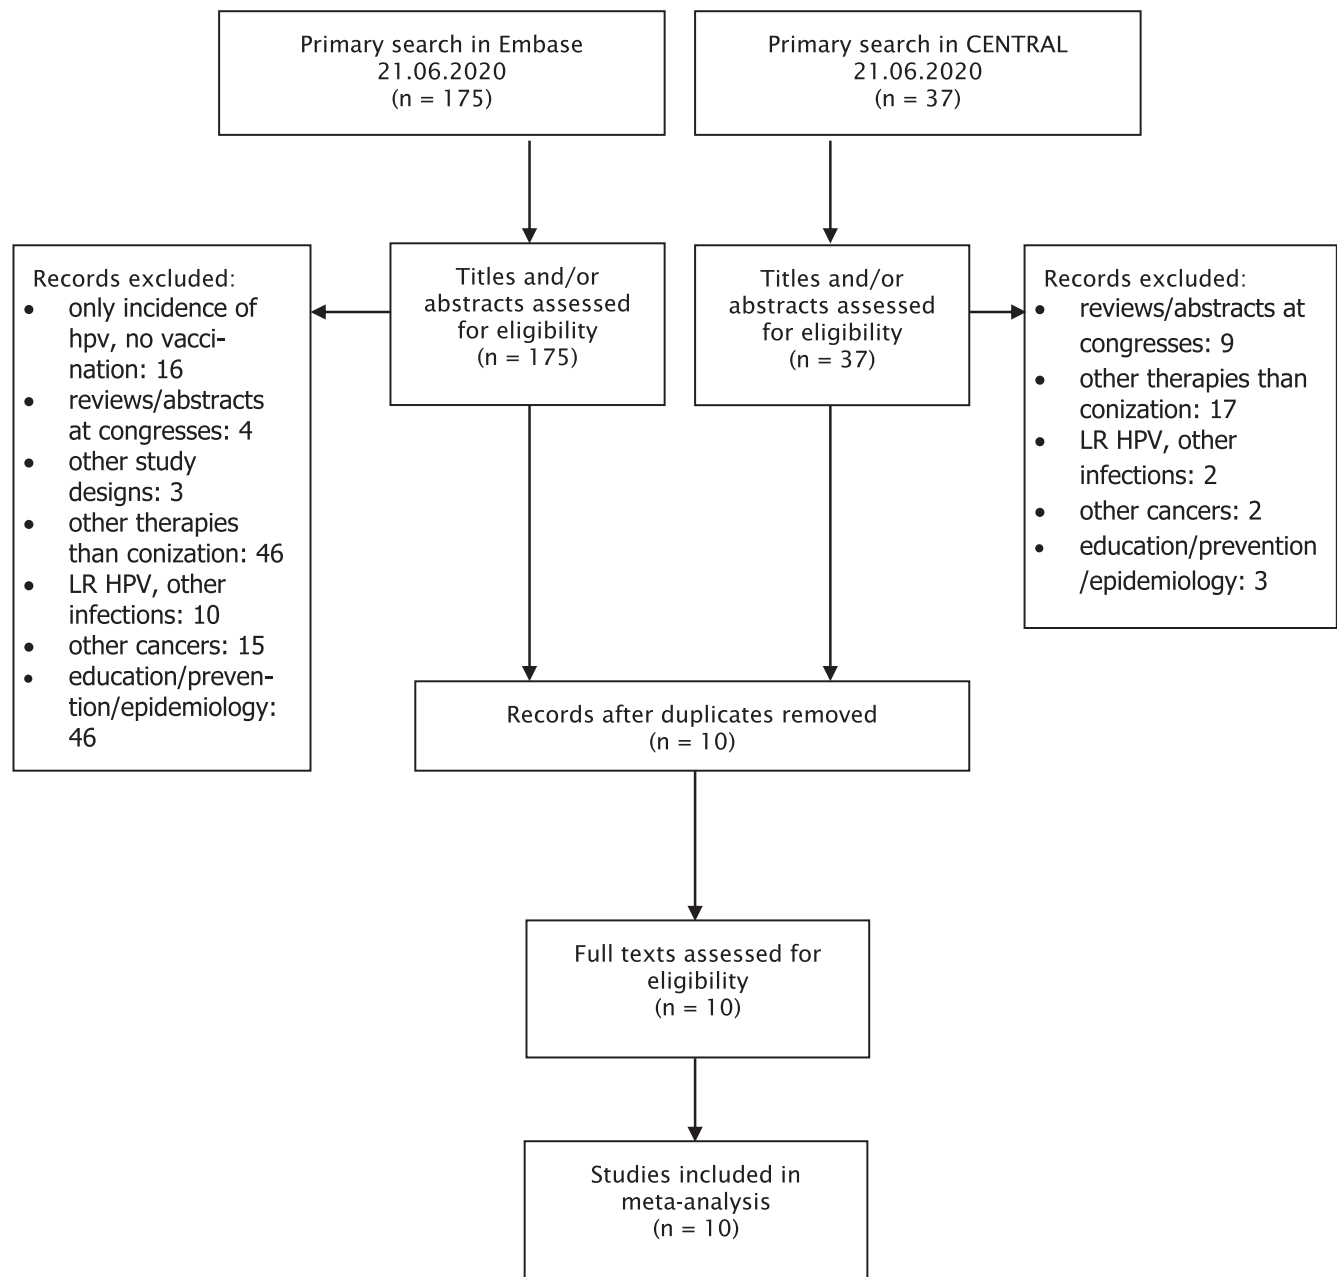 Primary search in Embase
21.06.2020
(n = 175)
Primary search in CENTRAL
21.06.2020
(n = 37)
Records excluded:
• only incidence of
hpv, no vacci-
nation: 16
• reviews/abstracts
at congresses: 4
• other study
designs: 3
• other therapies
than conization: 46
• LR HPV, other
infections: 10
• other cancers: 15
• education/preven-
tion/epidemiology:
46
Titles and/or
abstracts assessed
for eligibility
(n = 175)
Titles and/or
abstracts assessed
for eligibility
(n = 37)
Records excluded:
• reviews/abstracts at
congresses: 9
• other therapies than
conization: 17
• LR HPV, other
infections: 2
• other cancers: 2
• education/prevention
/epidemiology: 3
Records after duplicates removed
(n = 10)
Full texts assessed for
eligibility
(n = 10)
Studies included in
meta-analysis
(n = 10)